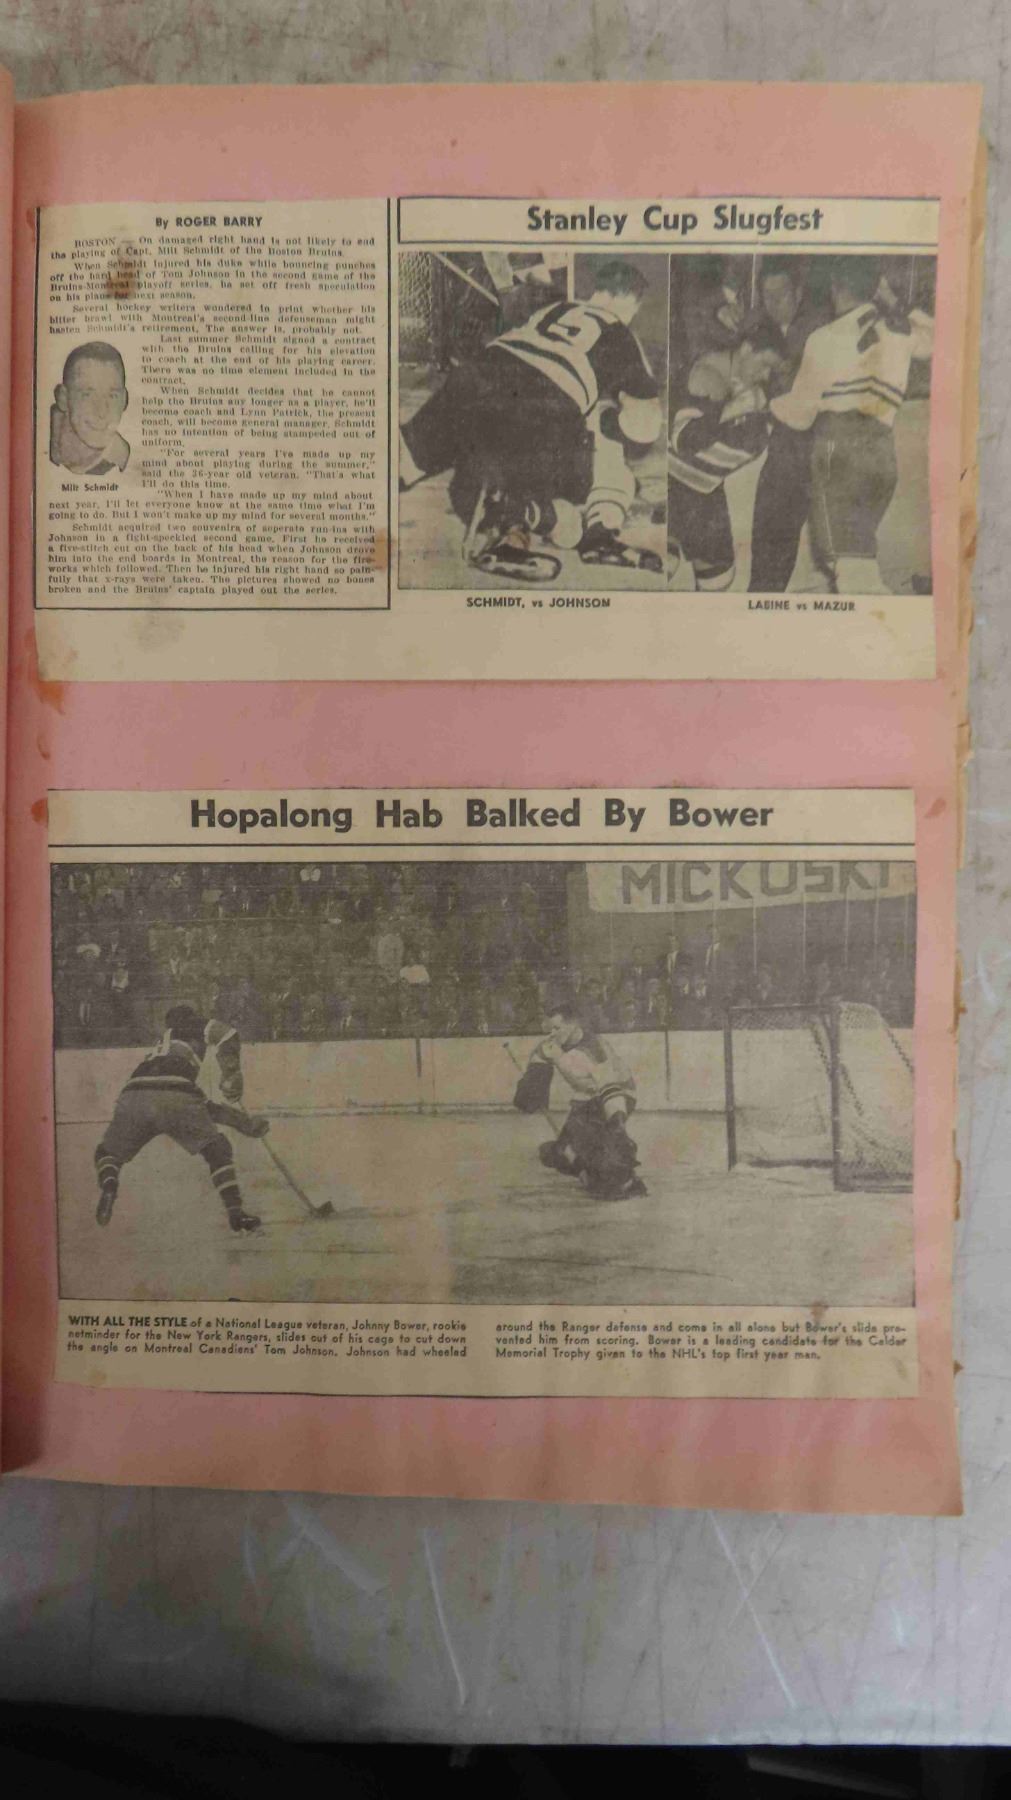 By ROGER BARRY
BOSTON — On damaged right hand is not likely to end
the playing of Capt. Milt Schmidt of the Boston Bruins.
When Schmidt injured his duke while bouncing punches
off the hard head of Tom Johnson in the second game of the
Bruins-Montreal playoff series, he set off fresh speculation
on his plans for next season.
Several hockey writers wondered in print whether his
bitter brawl with Montreal's second-line defenseman might
hasten Schmidt's retirement. The answer is, probably not.
Last summer Schmidt signed a contract
with the Bruins calling for his elevation
to coach at the end of his playing career.
There was no time element included in the
contract.
When Schmidt decides that he cannot
help the Bruins any longer as a player, he'll
become coach and Lynn Patrick, the present
coach, will become general manager. Schmidt
has no intention of being stampeded out of
uniform.
"For several years I've made up my
mind about playing during the summer,"
said the 36-year old veteran. "That's what
I'll do this time.
Milt Schmidt
"When I have made up my mind about
next year, I'll let everyone know at the same time what I'm
going to do. But I won't make up my mind for several months."
Schmidt acquired two souvenirs of seperate run-ins with
Johnson in a fight-speckled second game. First he received
a five-stitch cut on the back of his head when Johnson drove
him into the end boards in Montreal, the reason for the fire-
works which followed. Then he injured his right hand so pain-
fully that x-rays were taken. The pictures showed no bones
broken and the Bruins' captain played out the series.
Stanley Cup Slugfest
SCHMIDT, vs JOHNSON
LABINE vs MAZUR
Hopalong Hab Balked By Bower
MICKOSKI
WITH ALL THE STYLE of a National League veteran, Johnny Bower, rookie
netminder for the New York Rangers, slides out of his cage to cut down
the angle on Montreal Canadiens' Tom Johnson. Johnson had wheeled
around the Ranger defense and come in all alone but Bower's slide pre-
vented him from scoring. Bower is a leading candidate for the Calder
Memorial Trophy given to the NHL's top first year man.